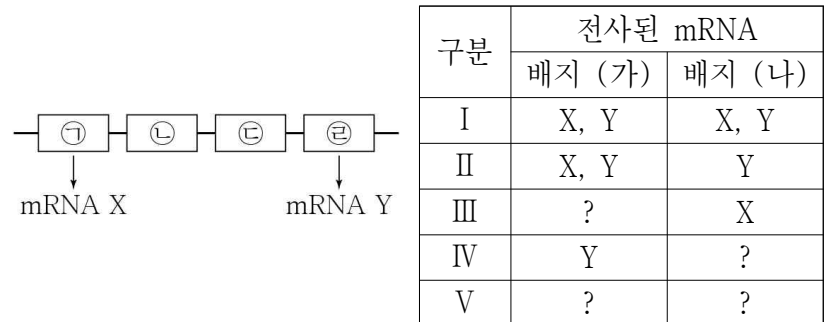 ㉠ ㉡ ㉢ ㉣
mRNA X mRNA Y
구분 전사된 mRNA
배지 (가) 배지 (나)
Ⅰ X, Y X, Y
Ⅱ X, Y Y
Ⅲ ? X
Ⅳ Y ?
Ⅴ ? ?